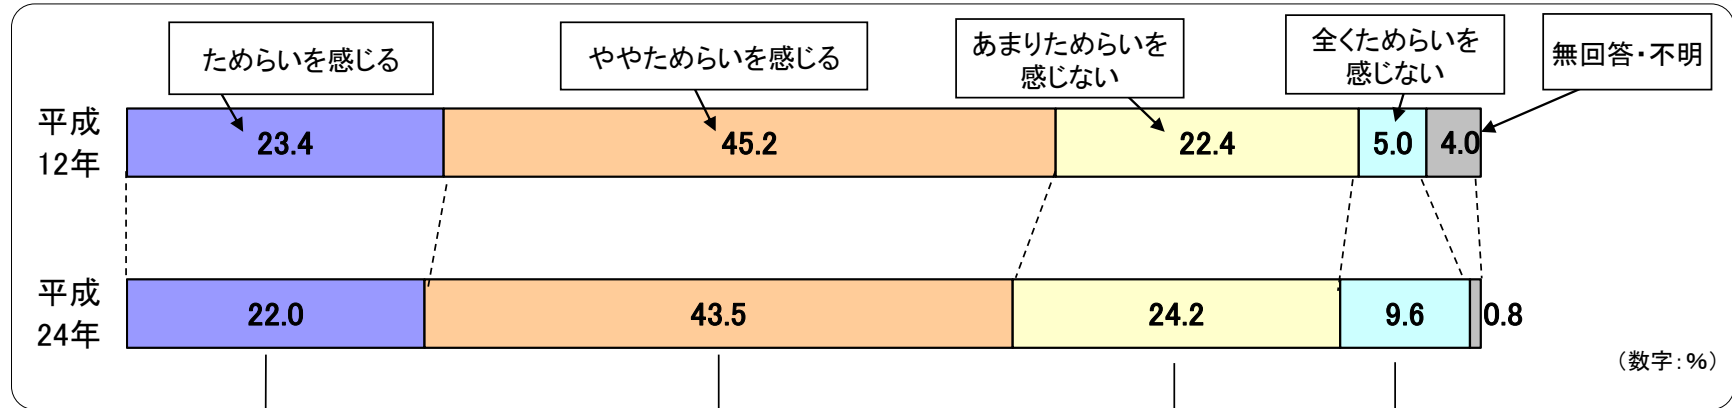 ためらいを感じる
ややためらいを感じる
あまりためらいを
感じない
全くためらいを
感じない
無回答・不明
平成
12年
23.4
45.2
22.4
5.0
4.0
平成
24年
22.0
43.5
24.2
9.6
0.8
（数字：％）